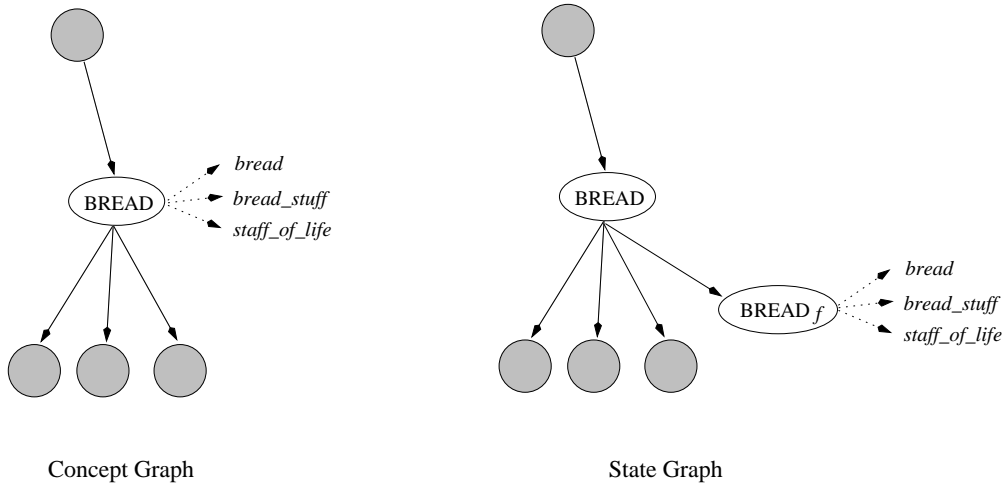 bread
BREAD
bread_stuff
staff_of_life
Concept Graph
BREAD
bread
BREAD f
bread_stuff
staff_of_life
State Graph